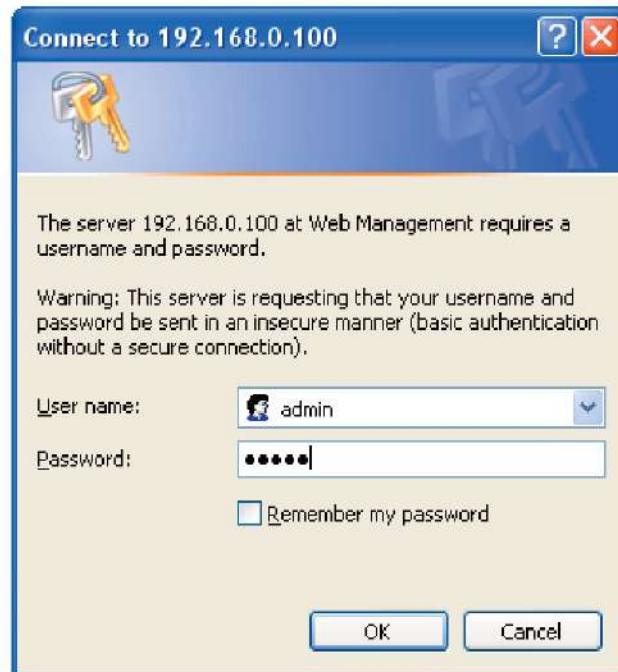 Connect to 192.168.0.100
The server 192.168.0.100 at Web Management requires a
username and password.
Warning: This server is requesting that your username and
password be sent in an insecure manner (basic authentication
without a secure connection).
User name:
admin
Password:
•••••
Remember my password
OK
Cancel